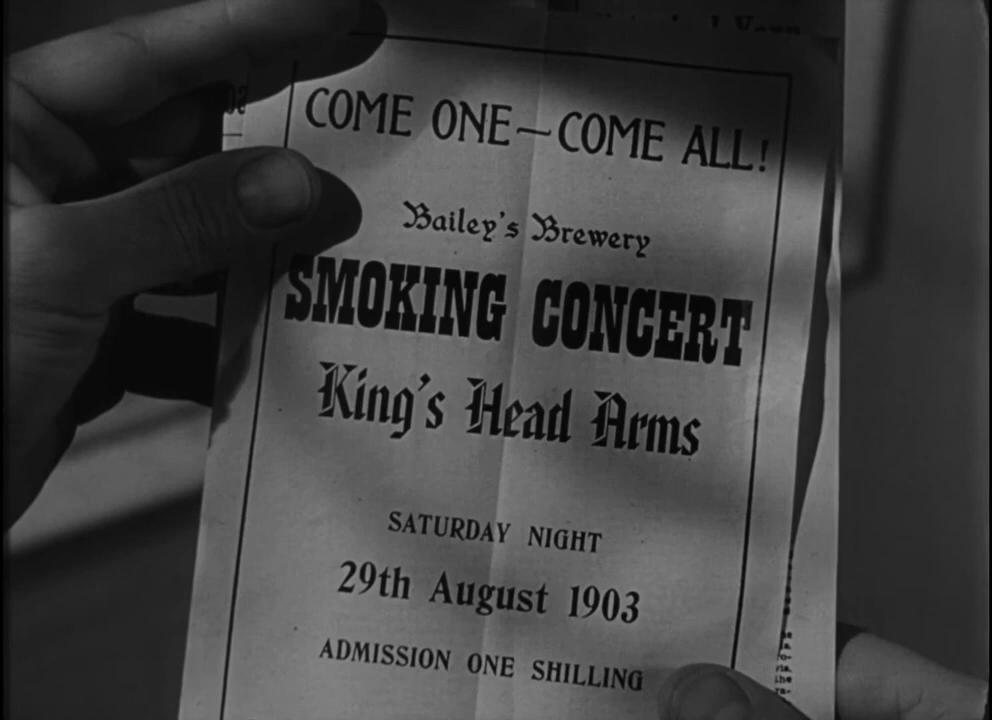 COME ONE—COME ALL!
Bailey's Brewery
SMOKING CONCERT
King's Head Arms
SATURDAY NIGHT
29th August 1903
ADMISSION ONE SHILLING